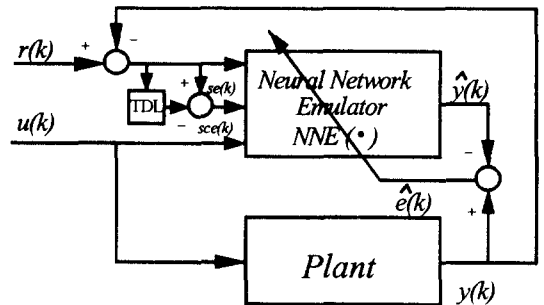 r(k)
+
−
TDL
+
−
se(k)
sce(k)
u(k)
Neural Network
Emulator
NNE (•)
ŷ(k)
−
ê(k)
+
Plant
y(k)